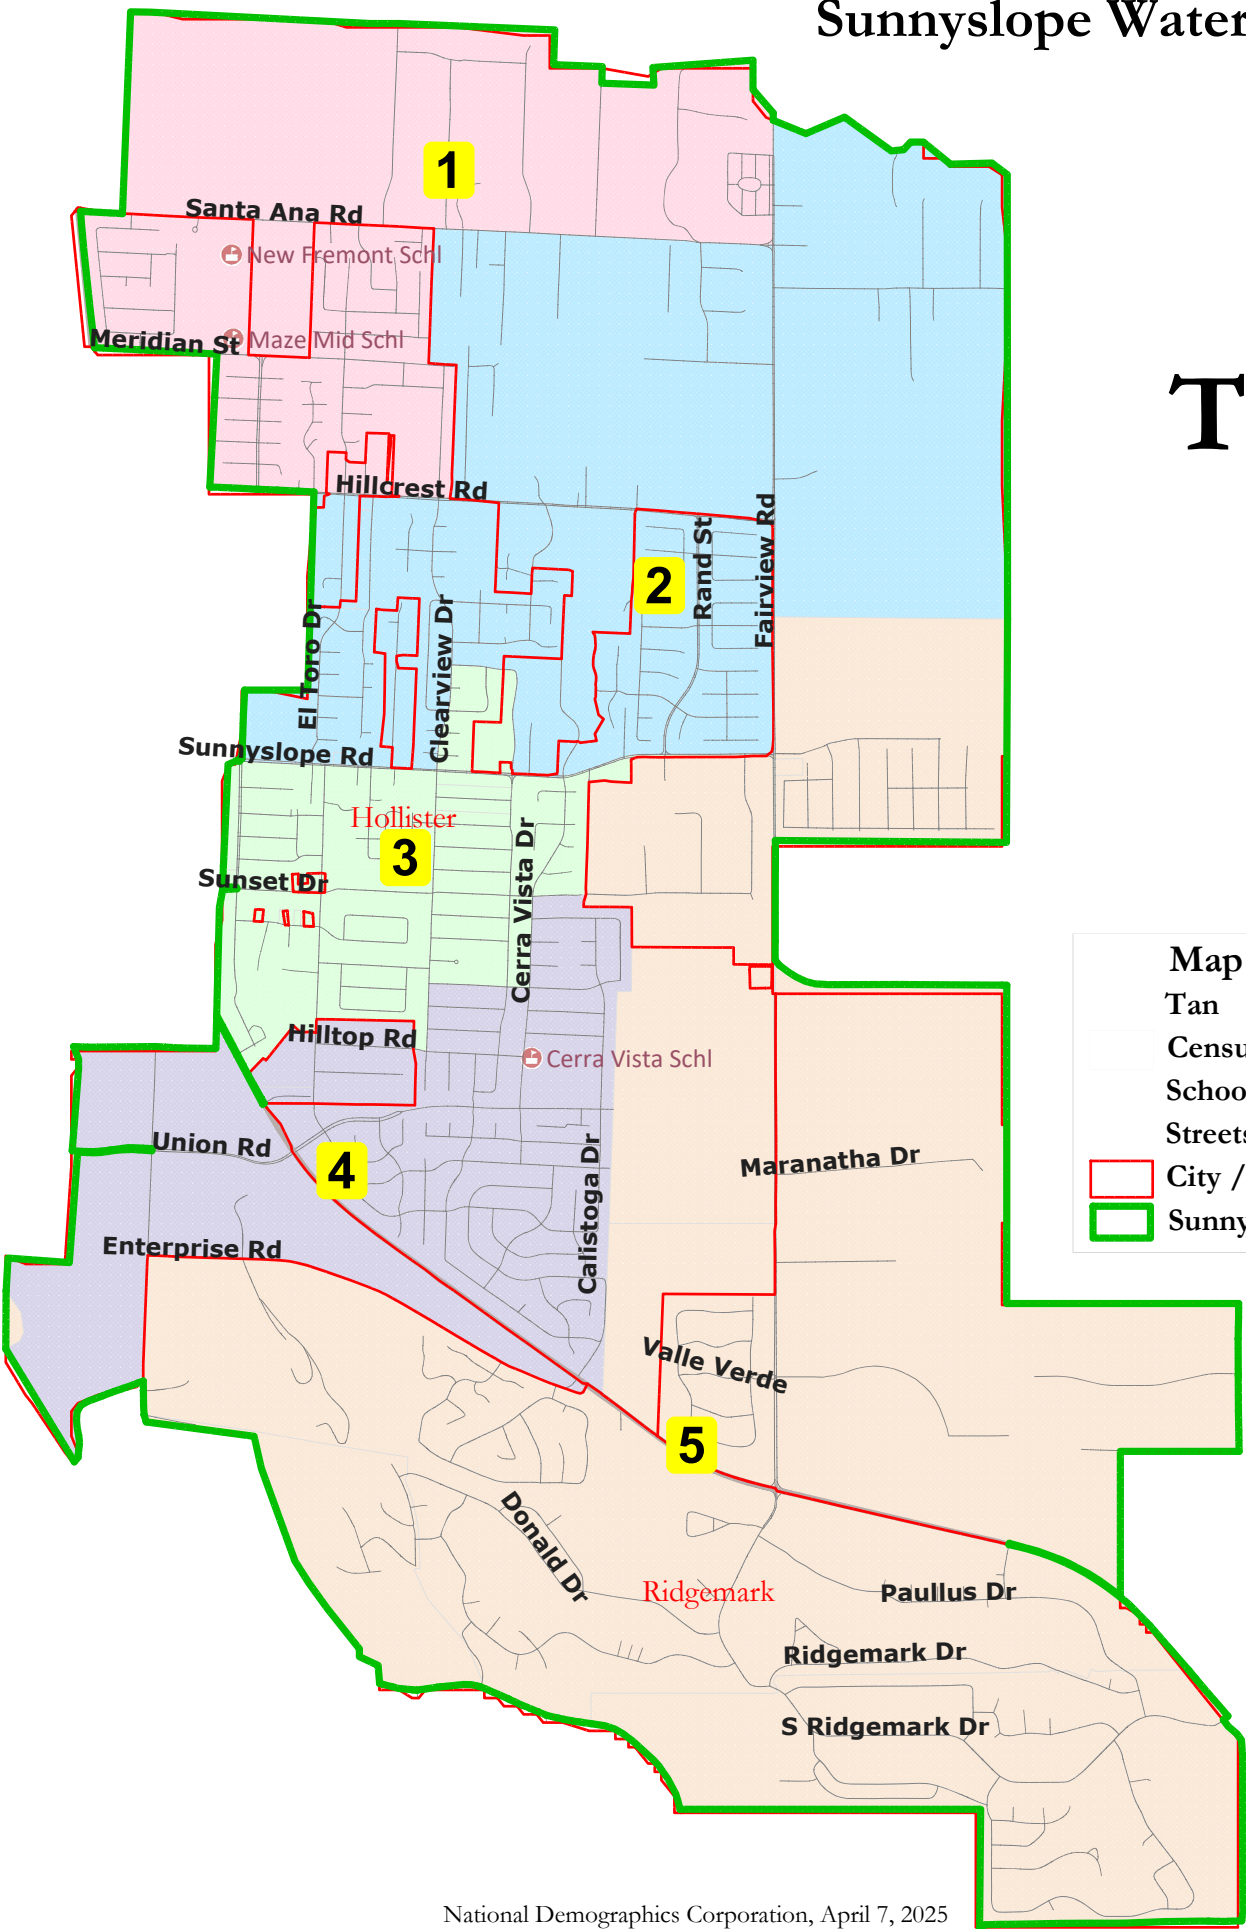 Sunnyslope Water
1
Santa Ana Rd
New Fremont Schl
Meridian St
Maze Mid Schl
T
Hillcrest Rd
2
Rand St
Fairview Rd
El Toro Dr
Clearview Dr
Sunnyslope Rd
Hollister
3
Cerra Vista Dr
Sunset Dr
Map
Tan
Censu
Schoo
Streets
City /
Sunny
Hilltop Rd
Cerra Vista Schl
Union Rd
4
Maranatha Dr
Calistoga Dr
Enterprise Rd
Valle Verde
5
Donald Dr
Ridgemark
Paullus Dr
Ridgemark Dr
S Ridgemark Dr
National Demographics Corporation, April 7, 2025